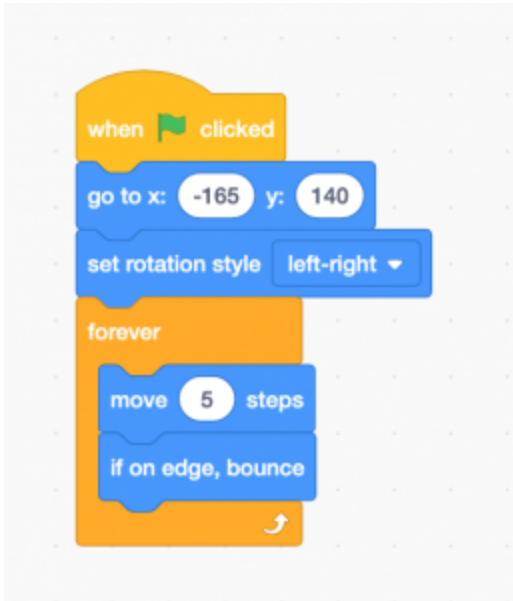 when clicked
go to x: -165 y: 140
set rotation style left-right
forever
move 5 steps
if on edge, bounce